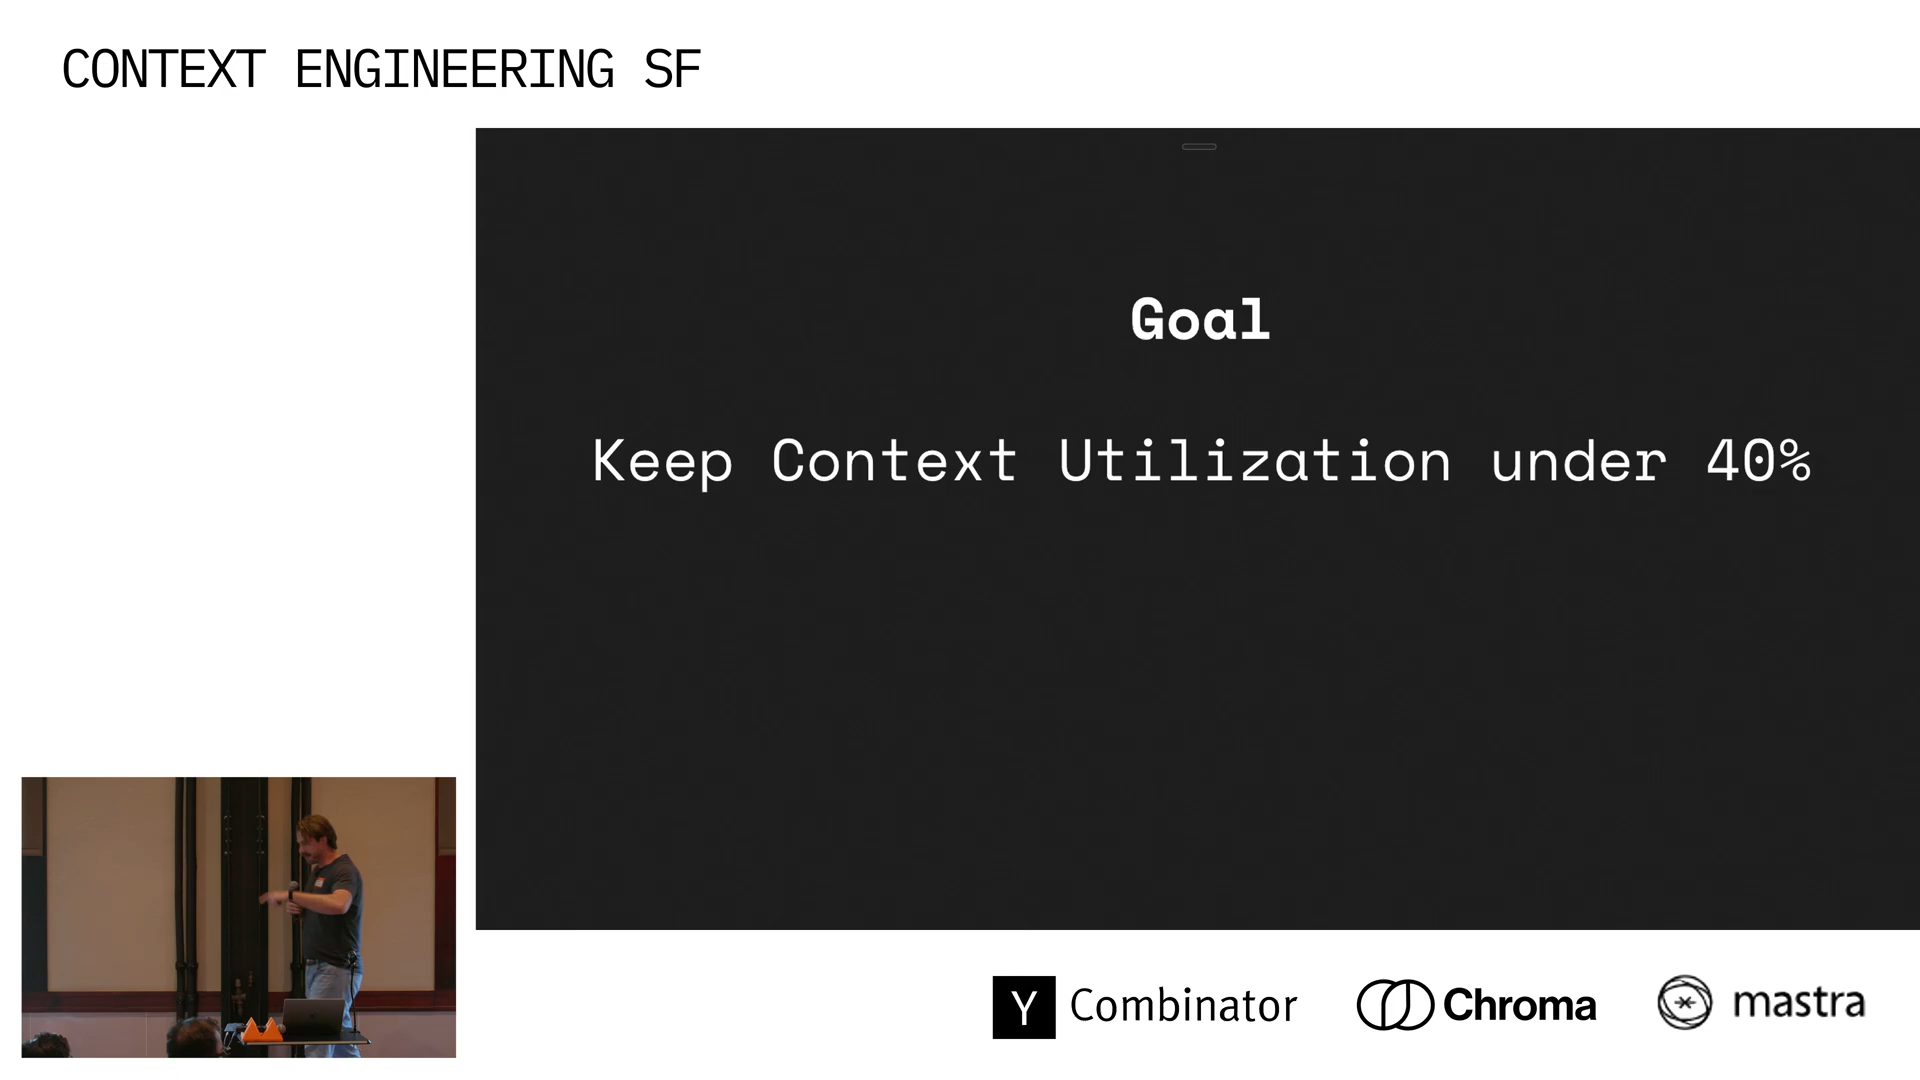 CONTEXT ENGINEERING SF
Goal
Keep Context Utilization under 40%
Y Combinator
Chroma
mastra